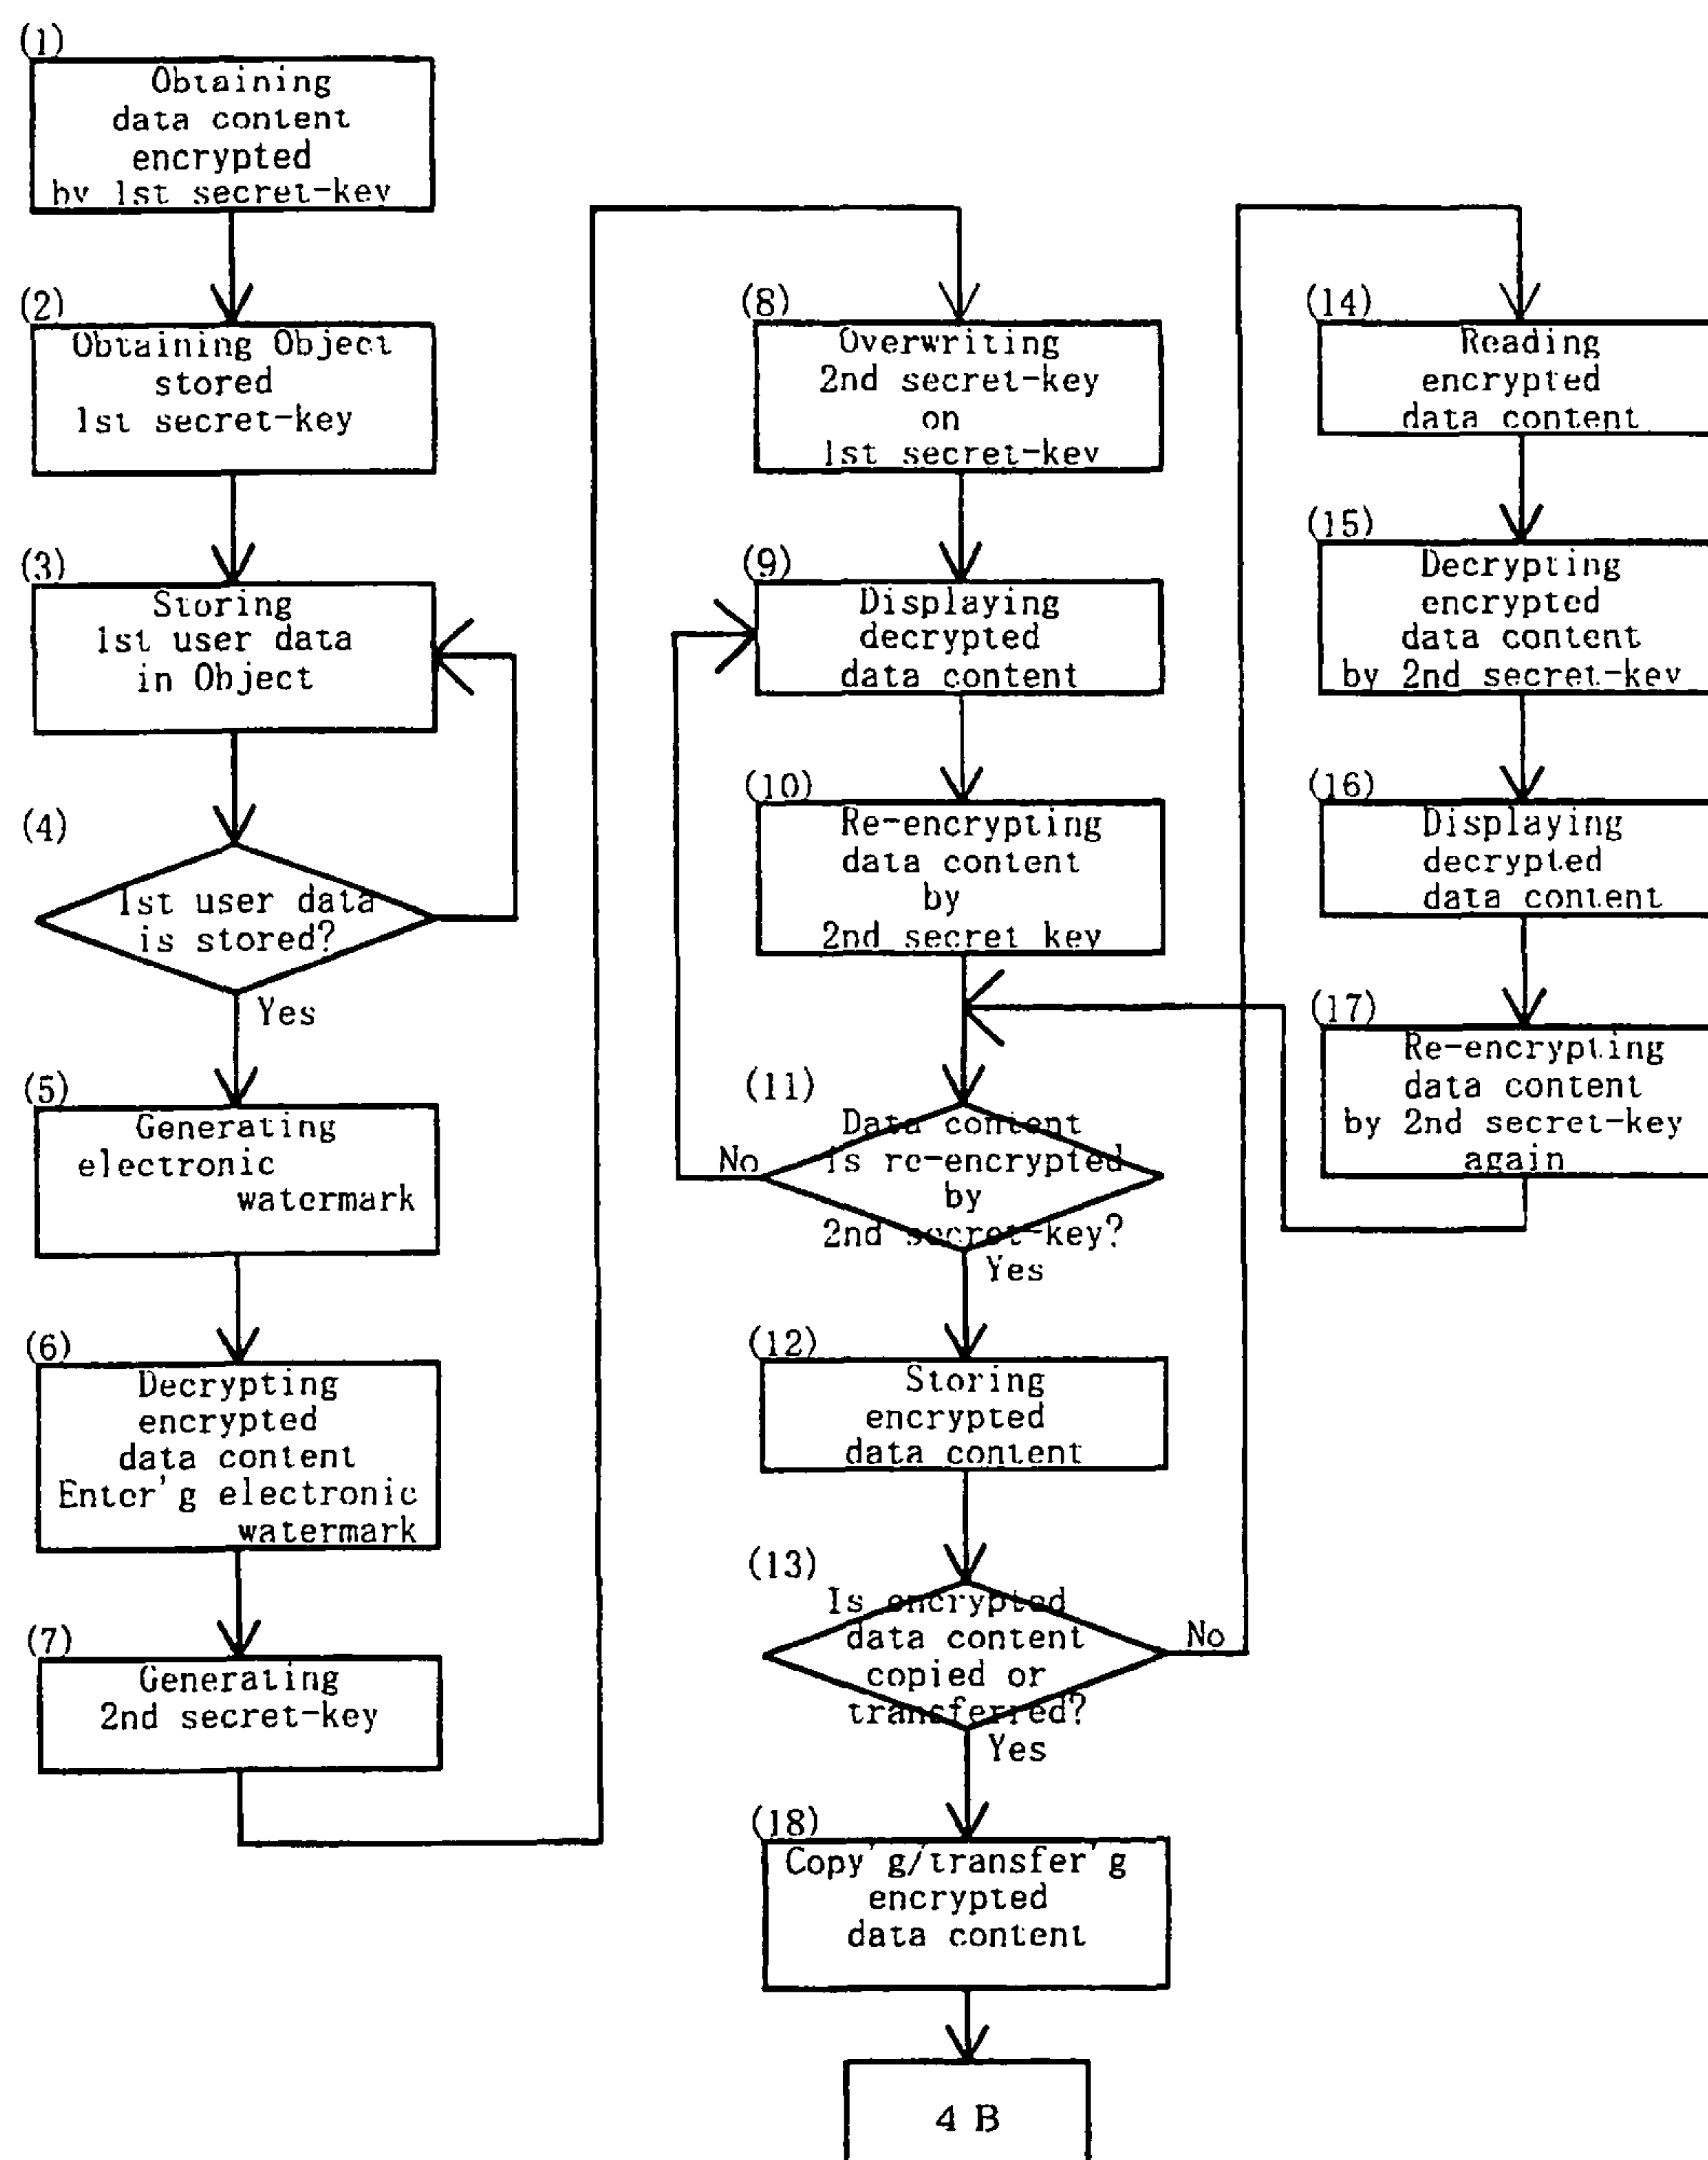 (1)
Obtaining
data content
encrypted
by 1st secret-key
(2)
Obtaining Object
stored
1st secret-key
(3)
Storing
1st user data
in Object
(4)
1st user data
is stored?
Yes
(5)
Generating
electronic
watermark
(6)
Decrypting
encrypted
data content
Enter'g electronic
watermark
(7)
Generating
2nd secret-key
(8)
Overwriting
2nd secret-key
on
1st secret-key
(9)
Displaying
decrypted
data content
(10)
Re-encrypting
data content
by
2nd secret key
(11)
Data content
is re-encrypted
by
2nd secret-key?
No
Yes
(12)
Storing
encrypted
data content
(13)
Is encrypted
data content
copied or
transferred?
No
Yes
(18)
Copy'g/transfer'g
encrypted
data content
4 B
(14)
Reading
encrypted
data content
(15)
Decrypting
encrypted
data content
by 2nd secret-key
(16)
Displaying
decrypted
data content
(17)
Re-encrypting
data content
by 2nd secret-key
again